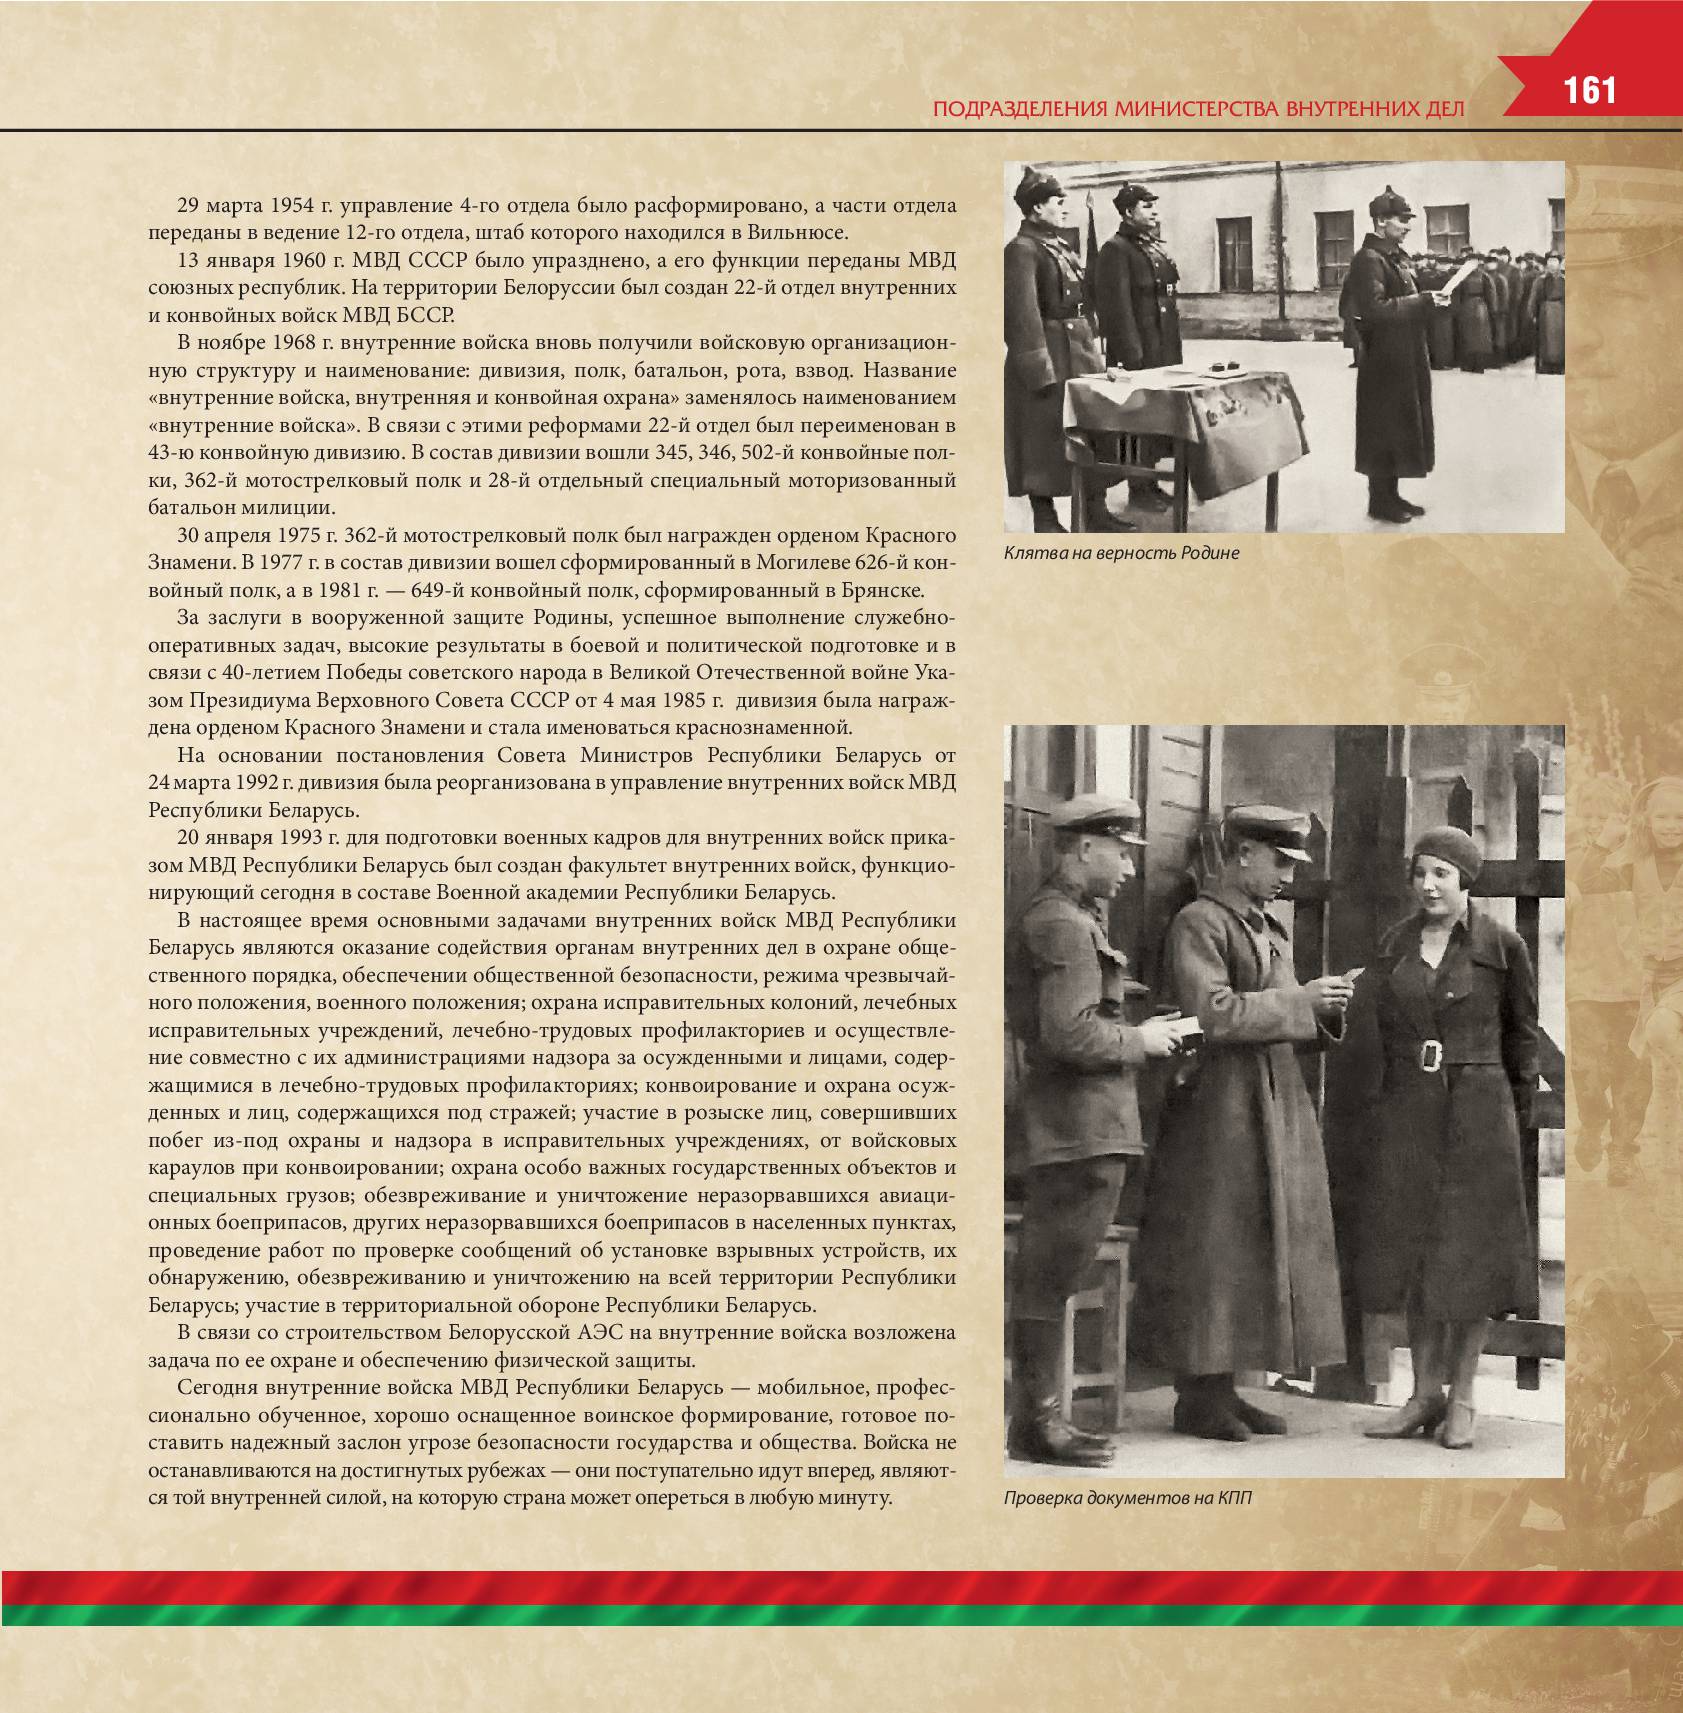 161
ПОДРАЗДЕЛЕНИЯ МИНИСТЕРСТВА ВНУТРЕННИХ ДЕЛ
29 марта 1954 г. управление 4-го отдела было расформировано, а части отдела
переданы в ведение 12-го отдела, штаб которого находился в Вильнюсе.
13 января 1960 г. МВД СССР было упразднено, а его функции переданы МВД
союзных республик. На территории Белоруссии был создан 22-й отдел внутренних
и конвойных войск МВД БССР.
В ноябре 1968 г. внутренние войска вновь получили войсковую организацион-
ную структуру и наименование: дивизия, полк, батальон, рота, взвод. Название
«внутренние войска, внутренняя и конвойная охрана» заменялось наименованием
«внутренние войска». В связи с этими реформами 22-й отдел был переименован в
43-ю конвойную дивизию. В состав дивизии вошли 345, 346, 502-й конвойные пол-
ки, 362-й мотострелковый полк и 28-й отдельный специальный моторизованный
батальон милиции.
30 апреля 1975 г. 362-й мотострелковый полк был награжден орденом Красного
Знамени. В 1977 г. в состав дивизии вошел сформированный в Могилеве 626-й кон-
войный полк, а в 1981 г. — 649-й конвойный полк, сформированный в Брянске.
За заслуги в вооруженной защите Родины, успешное выполнение служебно-
оперативных задач, высокие результаты в боевой и политической подготовке и в
связи с 40-летием Победы советского народа в Великой Отечественной войне Ука-
зом Президиума Верховного Совета СССР от 4 мая 1985 г. дивизия была награж-
дена орденом Красного Знамени и стала именоваться краснознаменной.
На основании постановления Совета Министров Республики Беларусь от
24 марта 1992 г. дивизия была реорганизована в управление внутренних войск МВД
Республики Беларусь.
20 января 1993 г. для подготовки военных кадров для внутренних войск прика-
зом МВД Республики Беларусь был создан факультет внутренних войск, функцио-
нирующий сегодня в составе Военной академии Республики Беларусь.
В настоящее время основными задачами внутренних войск МВД Республики
Беларусь являются оказание содействия органам внутренних дел в охране обще-
ственного порядка, обеспечении общественной безопасности, режима чрезвычай-
ного положения, военного положения; охрана исправительных колоний, лечебных
исправительных учреждений, лечебно-трудовых профилакториев и осуществле-
ние совместно с их администрациями надзора за осужденными и лицами, содер-
жащимися в лечебно-трудовых профилакториях; конвоирование и охрана осуж-
денных и лиц, содержащихся под стражей; участие в розыске лиц, совершивших
побег из-под охраны и надзора в исправительных учреждениях, от войсковых
караулов при конвоировании; охрана особо важных государственных объектов и
специальных грузов; обезвреживание и уничтожение неразорвавшихся авиаци-
онных боеприпасов, других неразорвавшихся боеприпасов в населенных пунктах,
проведение работ по проверке сообщений об установке взрывных устройств, их
обнаружению, обезвреживанию и уничтожению на всей территории Республики
Беларусь; участие в территориальной обороне Республики Беларусь.
В связи со строительством Белорусской АЭС на внутренние войска возложена
задача по ее охране и обеспечению физической защиты.
Сегодня внутренние войска МВД Республики Беларусь — мобильное, профес-
сионально обученное, хорошо оснащенное воинское формирование, готовое по-
ставить надежный заслон угрозе безопасности государства и общества. Войска не
останавливаются на достигнутых рубежах — они поступательно идут вперед, являют-
ся той внутренней силой, на которую страна может опереться в любую минуту.
Клятва на верность Родине
Проверка документов на КПП